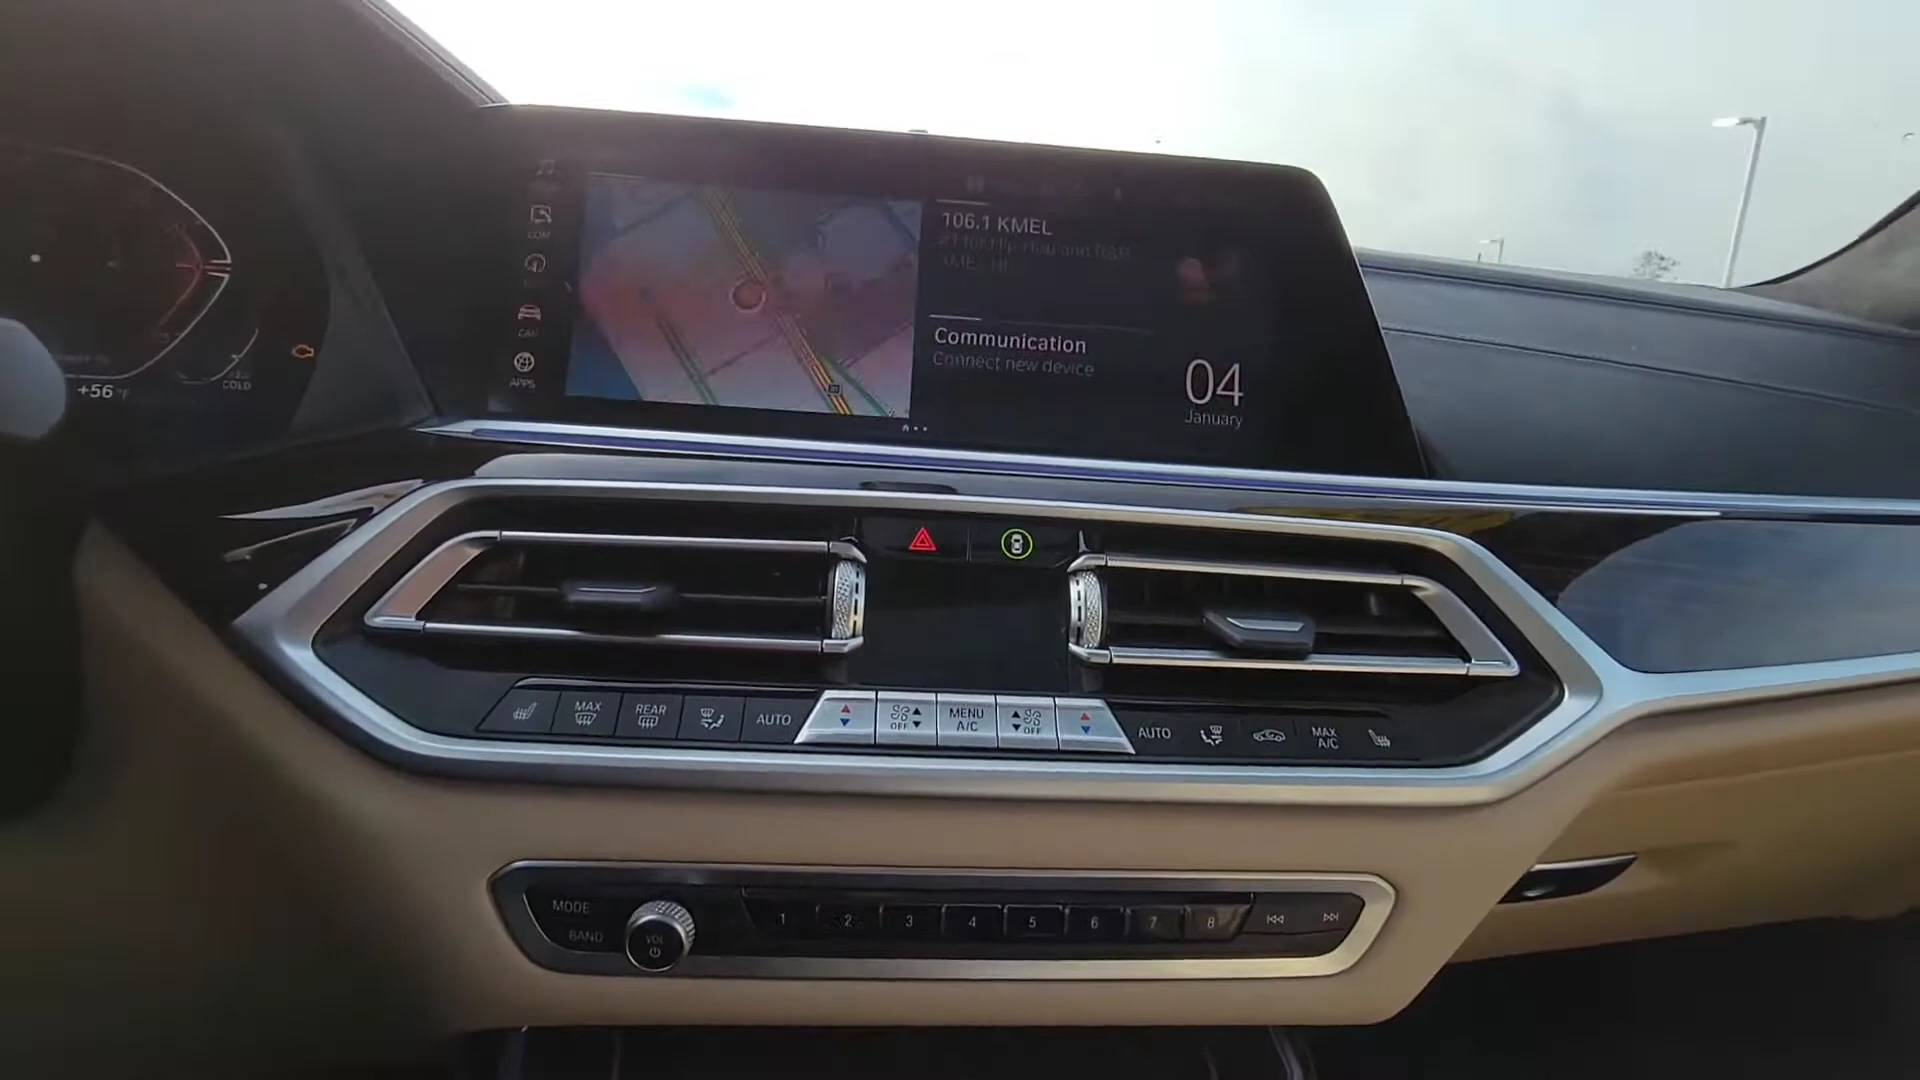 +56 °F
COLD
COM
CAR
APPS
106.1 KMEL
Communication
Connect new device
04
January
MAX
REAR
AUTO
OFF
MENU
A/C
OFF
AUTO
MAX
A/C
MODE
BAND
VOL
1 2 3 4 5 6 7 8